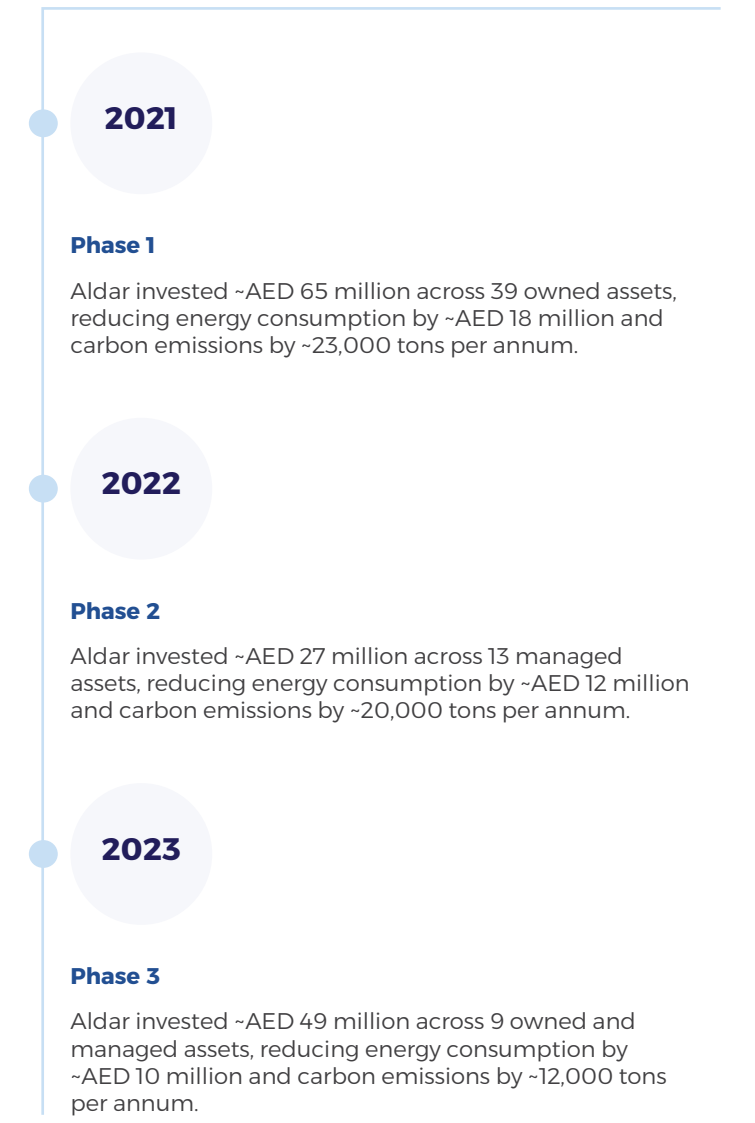 2021
Phase 1
Aldar invested ~AED 65 million across 39 owned assets,
reducing energy consumption by ~AED 18 million and
carbon emissions by ~23,000 tons per annum.
2022
Phase 2
Aldar invested ~AED 27 million across 13 managed
assets, reducing energy consumption by ~AED 12 million
and carbon emissions by ~20,000 tons per annum.
2023
Phase 3
Aldar invested ~AED 49 million across 9 owned and
managed assets, reducing energy consumption by
~AED 10 million and carbon emissions by ~12,000 tons
per annum.